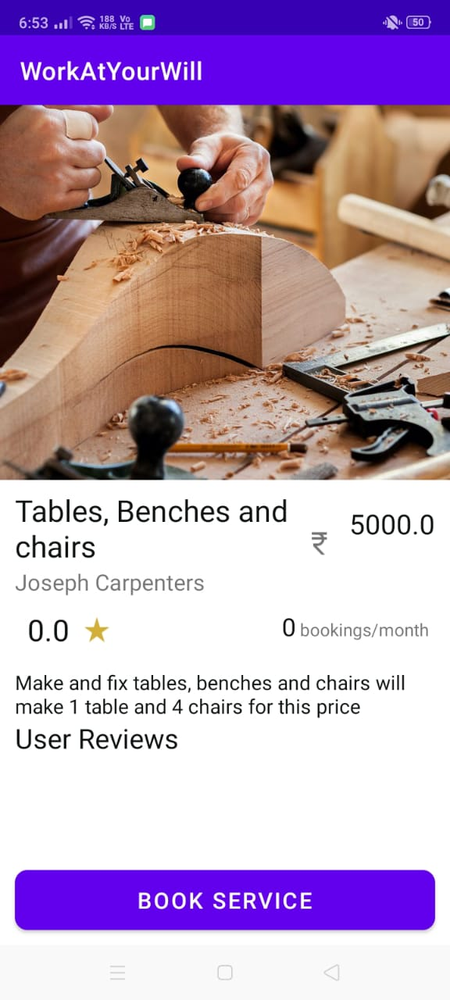 6:53 188 KB/S Vo LTE 50
WorkAtYourWill
Tables, Benches and
chairs
₹ 5000.0
Joseph Carpenters
0.0 0 bookings/month
Make and fix tables, benches and chairs will
make 1 table and 4 chairs for this price
User Reviews
BOOK SERVICE